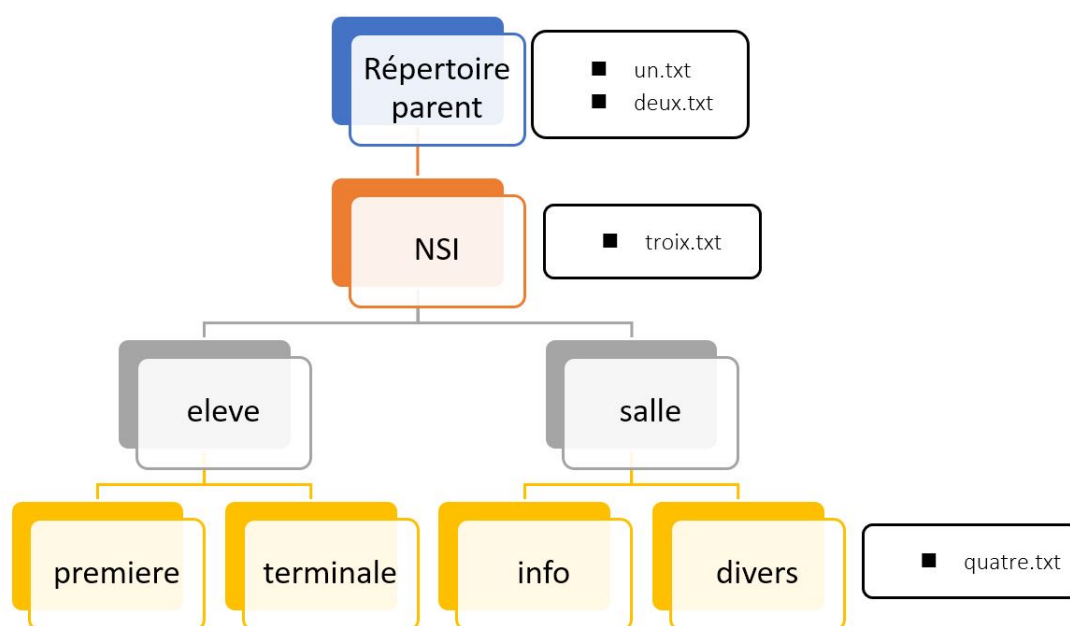 Répertoire
parent
un.txt
deux.txt
NSI
troix.txt
eleve
salle
premiere
terminale
info
divers
quatre.txt